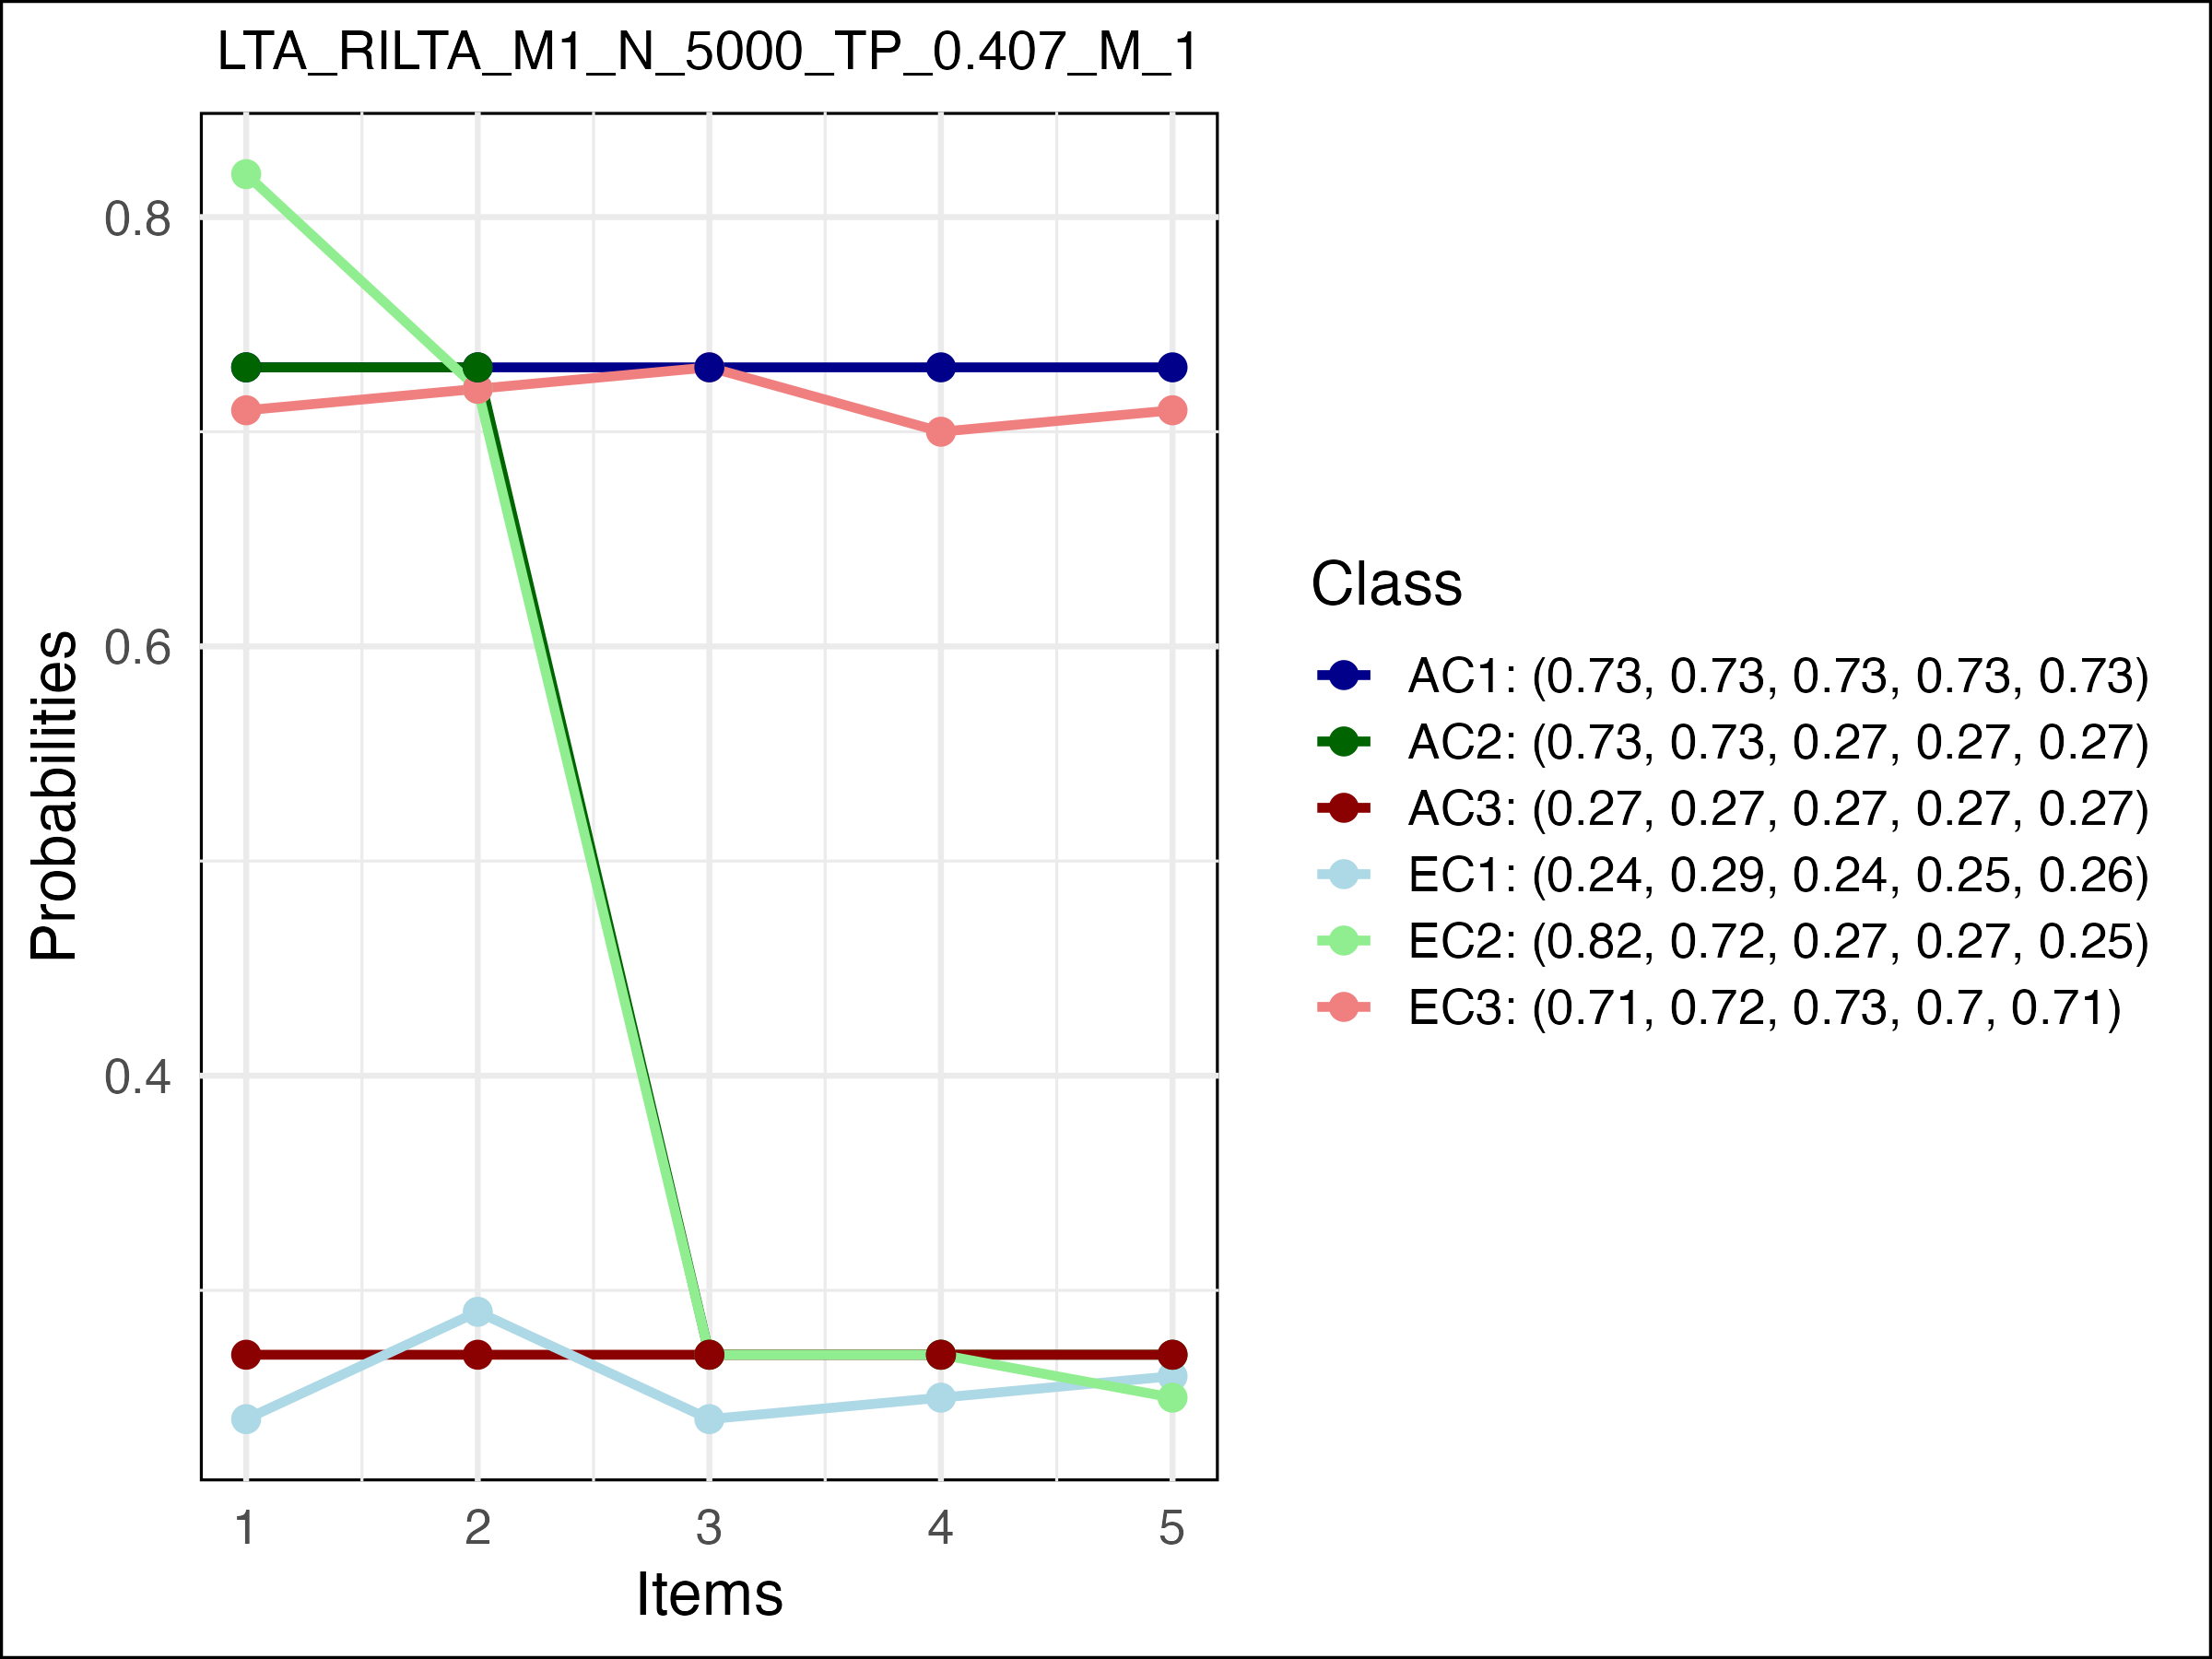 LTA_RILTA_M1_N_5000_TP_0.407_M_1
0.8
0.6
0.4
Probabilities
1 2 3 4 5
Items
Class
AC1: (0.73, 0.73, 0.73, 0.73, 0.73)
AC2: (0.73, 0.73, 0.27, 0.27, 0.27)
AC3: (0.27, 0.27, 0.27, 0.27, 0.27)
EC1: (0.24, 0.29, 0.24, 0.25, 0.26)
EC2: (0.82, 0.72, 0.27, 0.27, 0.25)
EC3: (0.71, 0.72, 0.73, 0.7, 0.71)